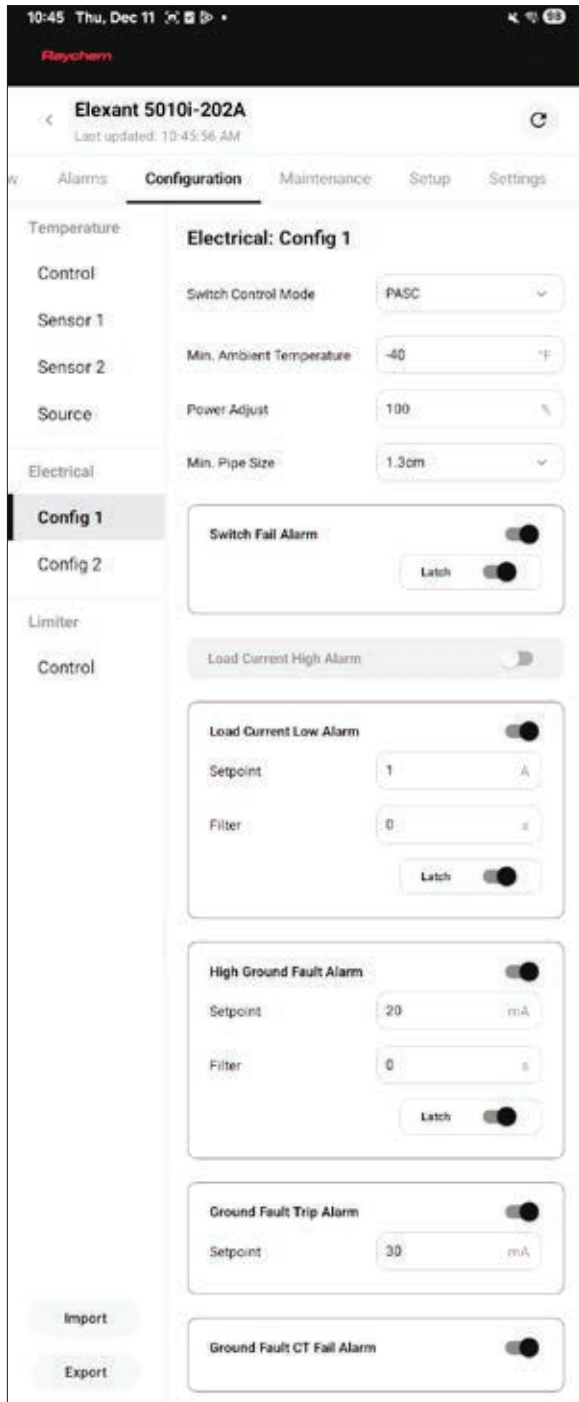 10:45 Thu, Dec 11
98
Raychem
Elexant 5010i-202A
Last updated: 10:45:56 AM
w Alarms Configuration Maintenance Setup Settings
Temperature
Control
Sensor 1
Sensor 2
Source
Electrical
Config 1
Config 2
Limiter
Control
Import
Export
Electrical: Config 1
Switch Control Mode PASC
Min. Ambient Temperature -40 °F
Power Adjust 100 %
Min. Pipe Size 1.3cm
Switch Fail Alarm
Latch
Load Current High Alarm
Load Current Low Alarm
Setpoint 1 A
Filter 0 s
Latch
High Ground Fault Alarm
Setpoint 20 mA
Filter 0 s
Latch
Ground Fault Trip Alarm
Setpoint 30 mA
Ground Fault CT Fail Alarm